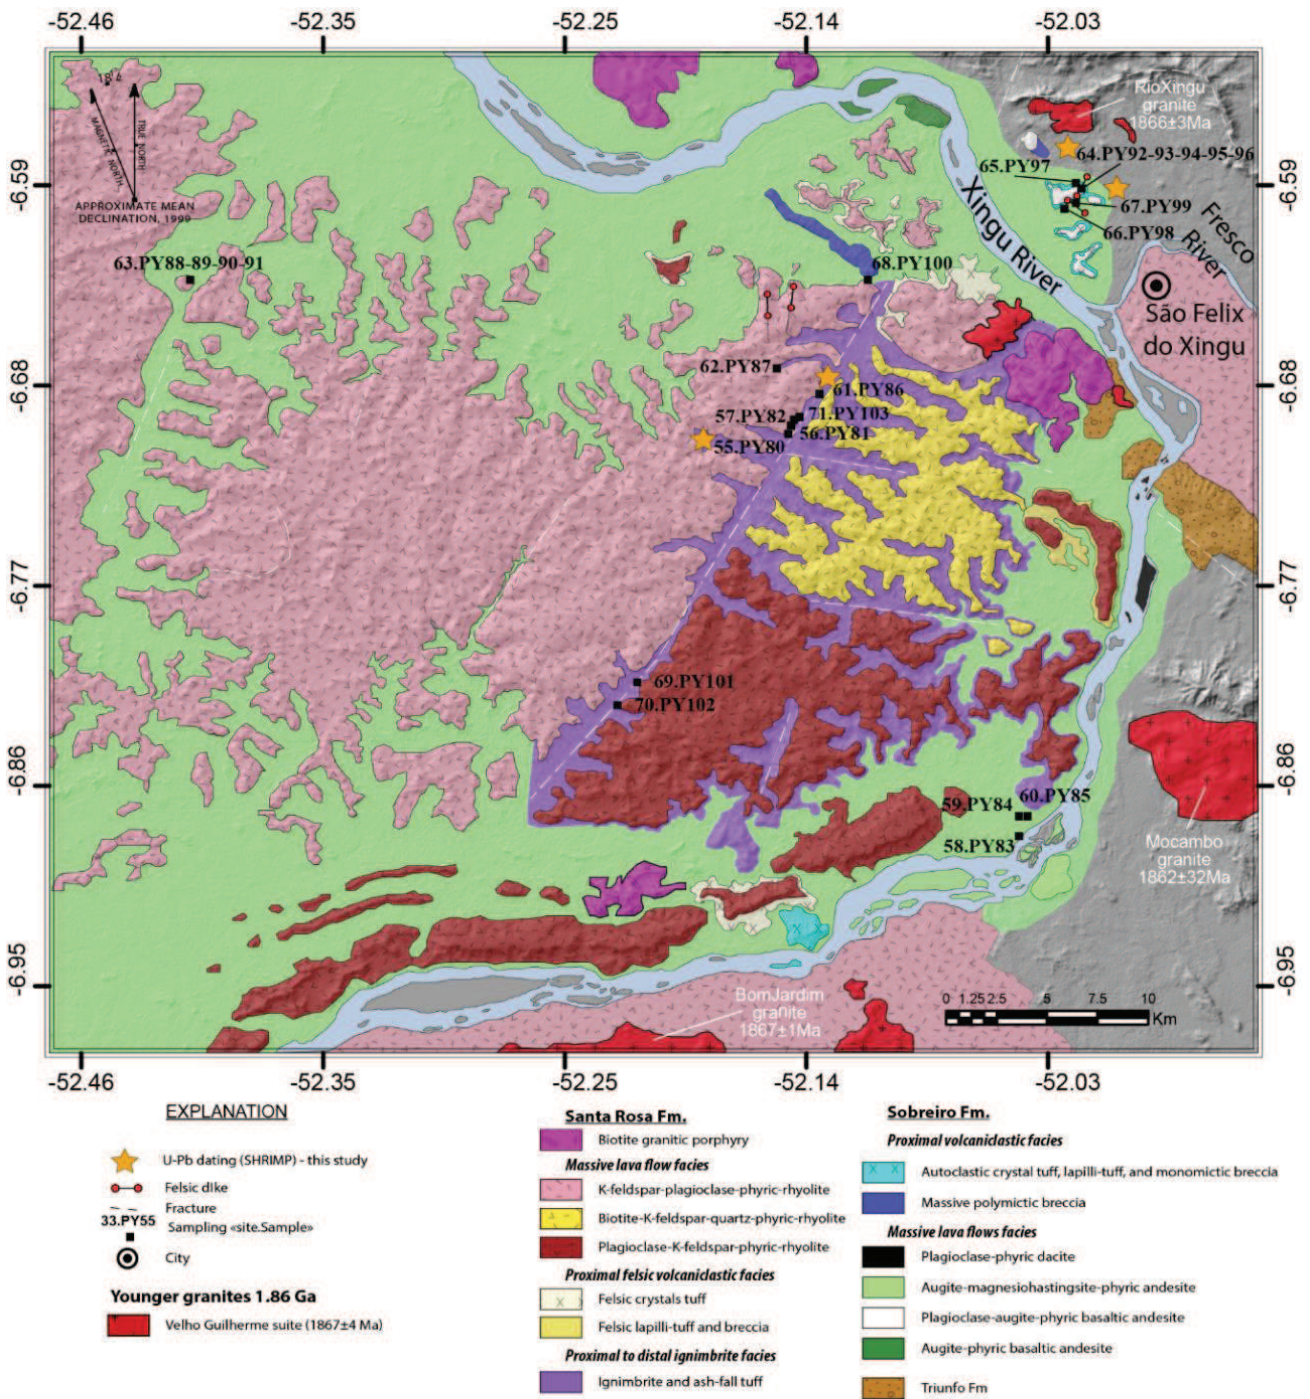 -52.46 -52.35 -52.25 -52.14 -52.03
MAGNETIC NORTH
TRUE NORTH
APPROXIMATE MEAN
DECLINATION, 1999
RioXingu
granite
1866±3Ma
-6.59 -6.59
65.PY97
64.PY92-93-94-95-96
67.PY99
66.PY98
Xingu River
Fresco
River
63.PY88-89-90-91
68.PY100
São Felix
do Xingu
-6.68 -6.68
62.PY87
61.PY86
57.PY82
71.PY103
56.PY81
55.PY80
-6.77 -6.77
69.PY101
70.PY102
-6.86 -6.86
59.PY84
60.PY85
58.PY83
Mocambo
granite
1862±32Ma
-6.95 -6.95
BomJardim
granite
1867±1Ma
0 1.25 2.5 5 7.5 10
Km
-52.46 -52.35 -52.25 -52.14 -52.03
EXPLANATION
U-Pb dating (SHRIMP) - this study
Felsic dike
Fracture
33.PY55
Sampling «site.Sample»
City
Younger granites 1.86 Ga
Velho Guilherme suite (1867±4 Ma)
Santa Rosa Fm.
Biotite granitic porphyry
Massive lava flow facies
K-feldspar-plagioclase-phyric-rhyolite
Biotite-K-feldspar-quartz-phyric-rhyolite
Plagioclase-K-feldspar-phyric-rhyolite
Proximal felsic volcaniclastic facies
Felsic crystals tuff
Felsic lapilli-tuff and breccia
Proximal to distal ignimbrite facies
Ignimbrite and ash-fall tuff
Sobreiro Fm.
Proximal volcaniclastic facies
Autoclastic crystal tuff, lapilli-tuff, and monomictic breccia
Massive polymictic breccia
Massive lava flows facies
Plagioclase-phyric dacite
Augite-magnesiohastingsite-phyric andesite
Plagioclase-augite-phyric basaltic andesite
Augite-phyric basaltic andesite
Triunfo Fm